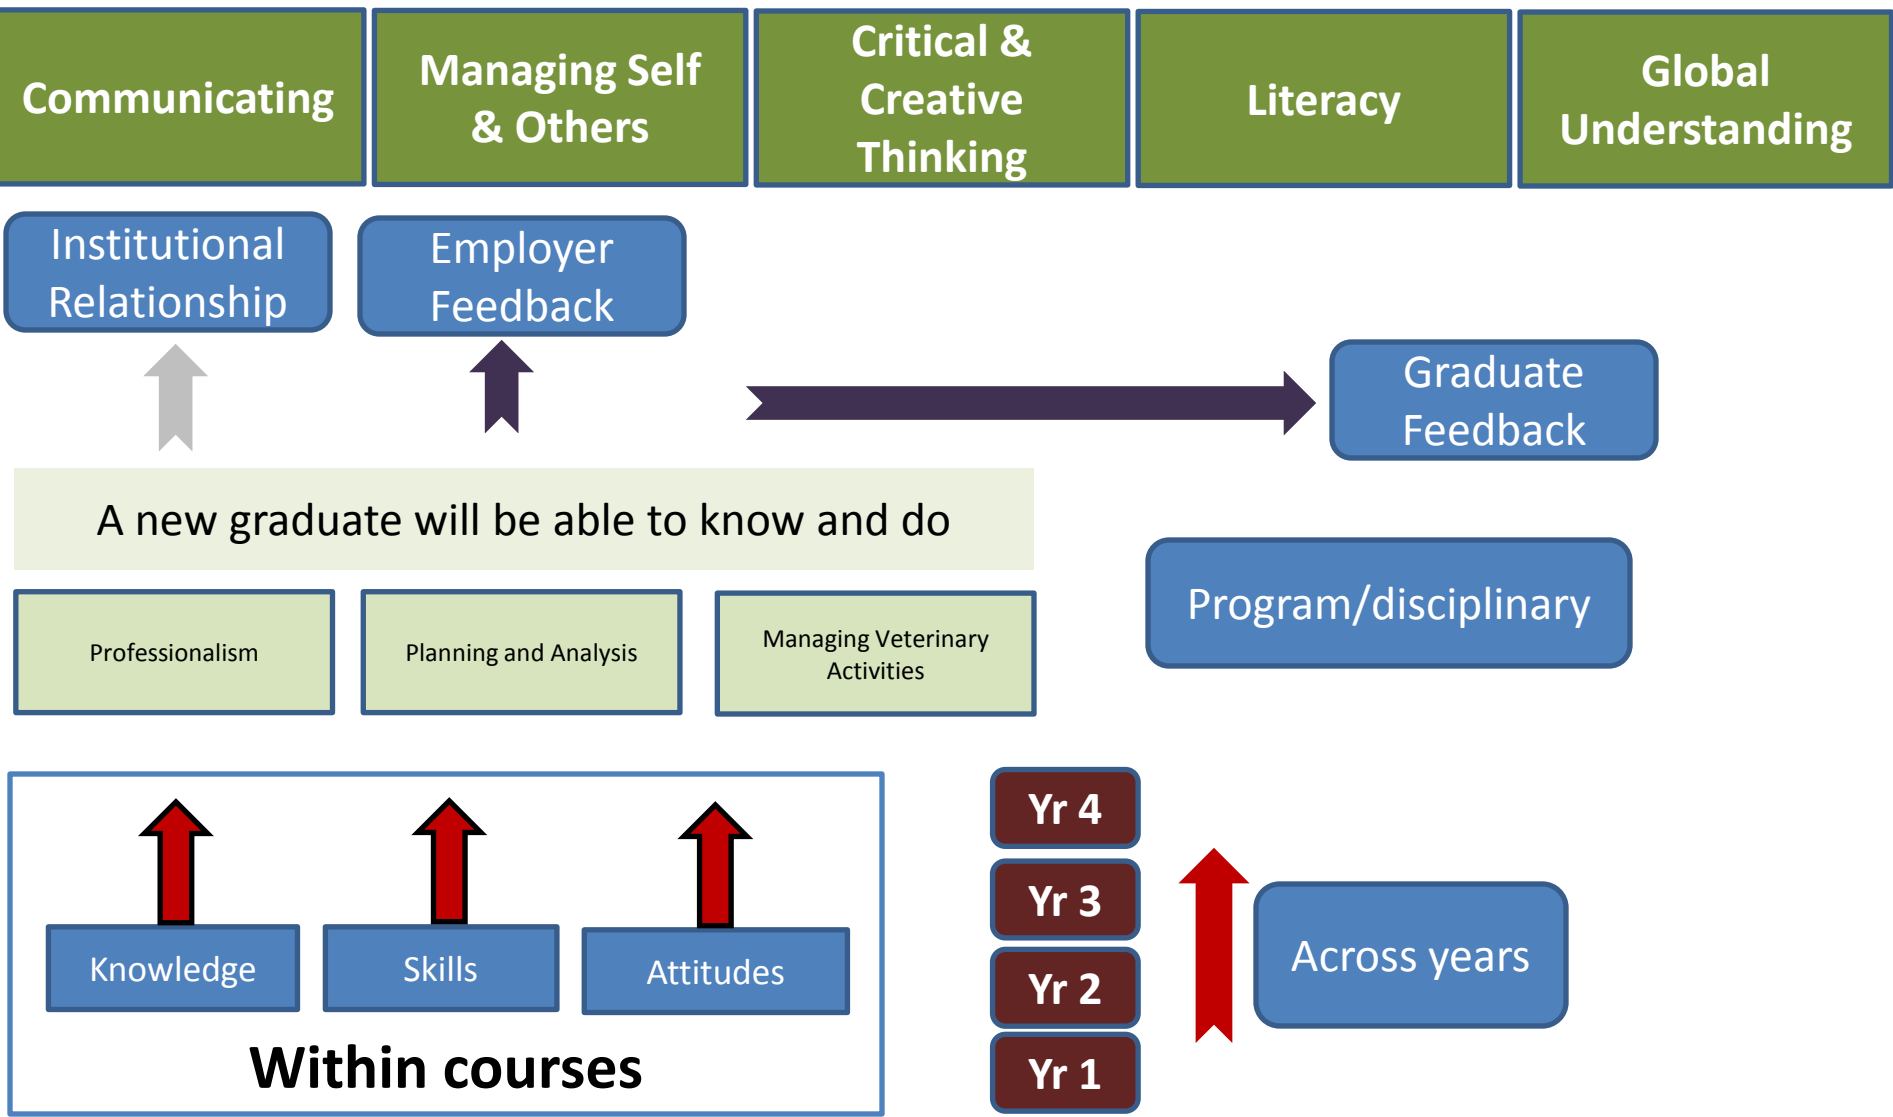 Communicating
Managing Self
& Others
Critical &
Creative
Thinking
Literacy
Global
Understanding
Institutional
Relationship
Employer
Feedback
Graduate
Feedback
A new graduate will be able to know and do
Program/disciplinary
Professionalism
Planning and Analysis
Managing Veterinary
Activities
Knowledge
Skills
Attitudes
Within courses
Yr 4
Yr 3
Yr 2
Yr 1
Across years